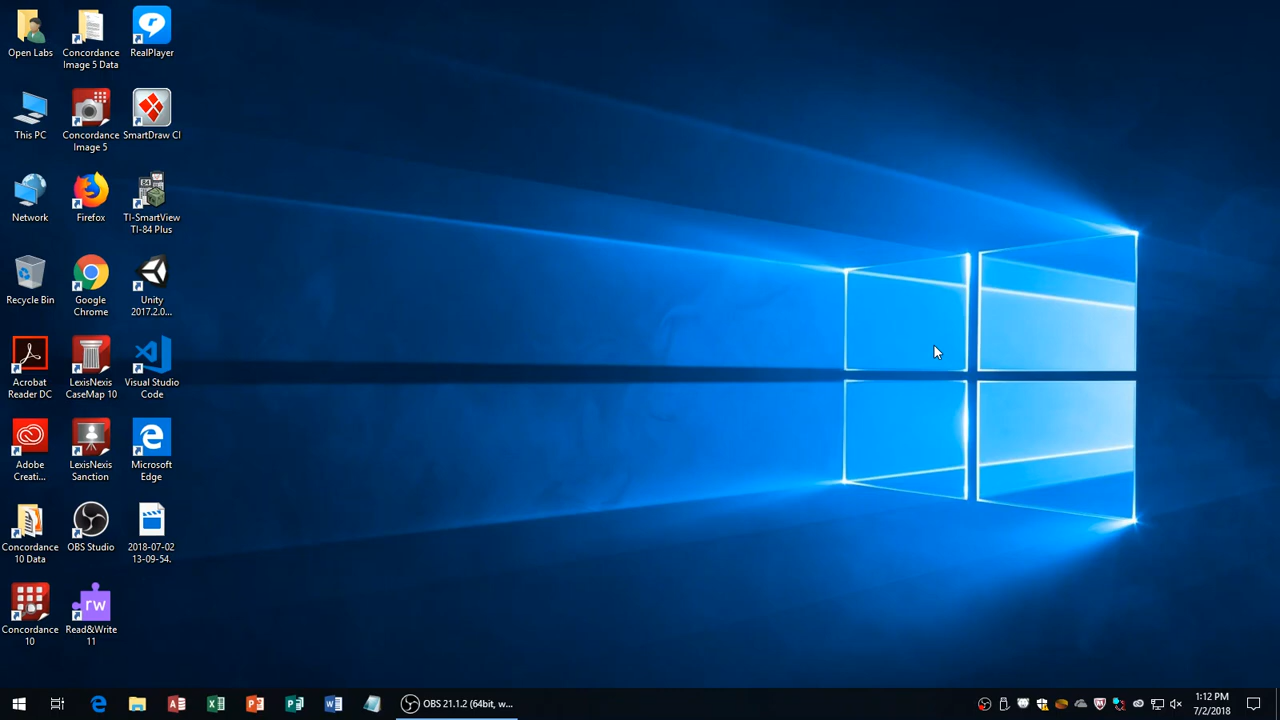 Open Labs
Concordance
Image 5 Data
RealPlayer
This PC
Concordance
Image 5
SmartDraw CI
Network
Firefox
TI-SmartView
TI-84 Plus
Recycle Bin
Google
Chrome
Unity
2017.2.0...
Acrobat
Reader DC
LexisNexis
CaseMap 10
Visual Studio
Code
Adobe
Creati...
LexisNexis
Sanction
Microsoft
Edge
Concordance
10 Data
OBS Studio
2018-07-02
13-09-54.
Concordance
10
rw
Read&Write
11
OBS 21.1.2 (64bit, w...
1:12 PM
7/2/2018